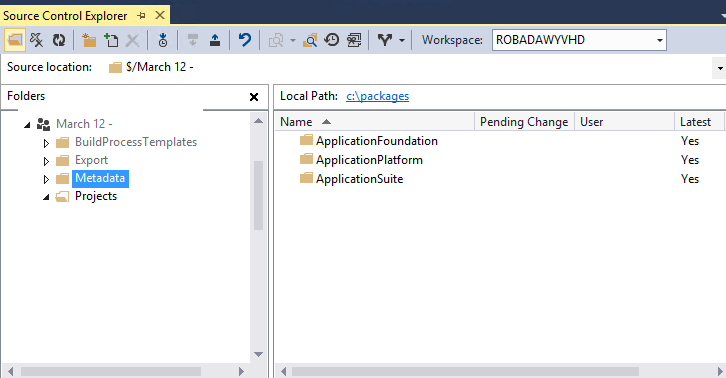 Source Control Explorer
Workspace: ROBADAWYVHD
Source location: $/March 12 -
Folders
March 12 -
BuildProcessTemplates
Export
Metadata
Projects
Local Path: c:\packages
Name Pending Change User Latest
ApplicationFoundation Yes
ApplicationPlatform Yes
ApplicationSuite Yes